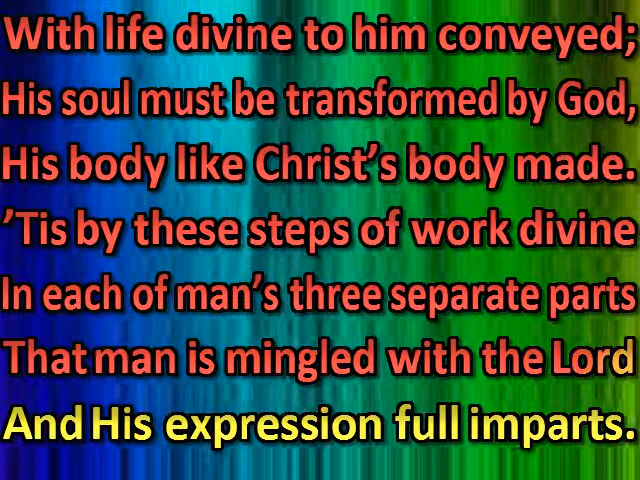 With life divine to him conveyed;
His soul must be transformed by God,
His body like Christ’s body made.
’Tis by these steps of work divine
In each of man’s three separate parts
That man is mingled with the Lord
And His expression full imparts.